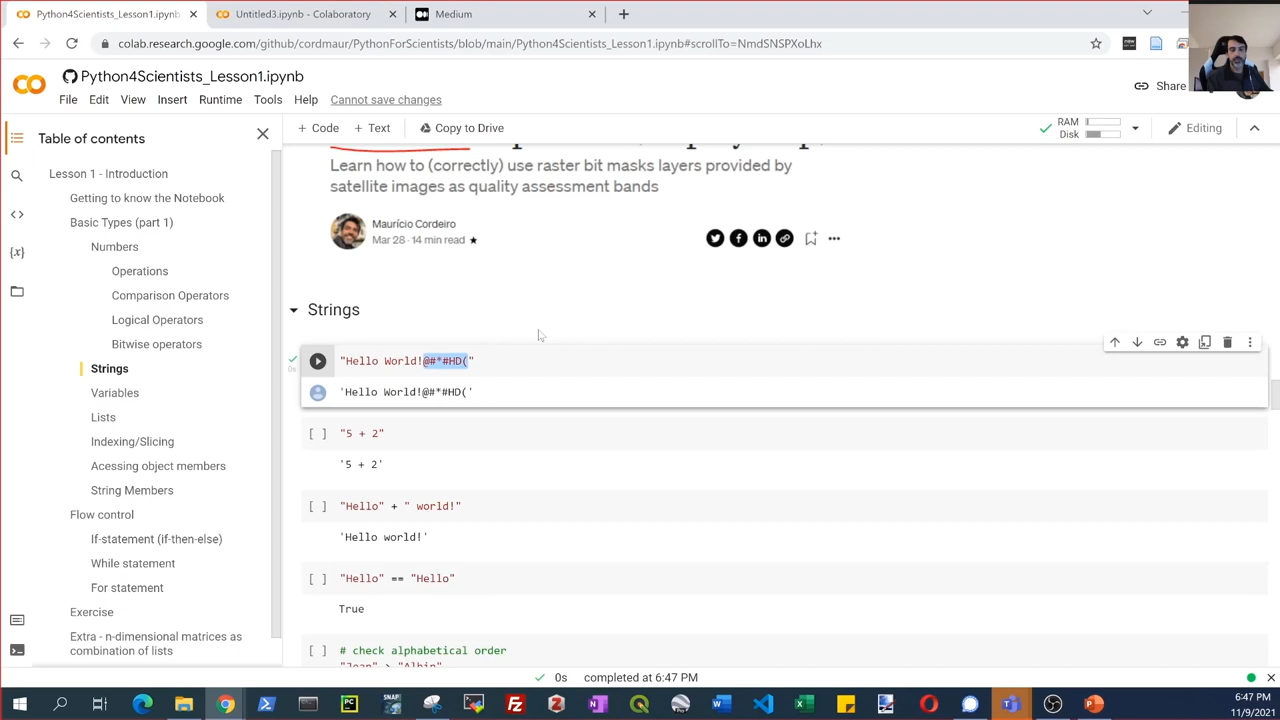 Python4Scientists_Lesson1.ipynb
Untitled3.ipynb - Colaboratory
Medium
colab.research.google.com/github/cordmaur/PythonForScientists/blob/main/Python4Scientists_Lesson1.ipynb#scrollTo=NmdSNSPXoLhx
Python4Scientists_Lesson1.ipynb
File Edit View Insert Runtime Tools Help Cannot save changes
Share
+ Code + Text Copy to Drive
RAM
Disk
Editing
Table of contents
Lesson 1 - Introduction
Getting to know the Notebook
Basic Types (part 1)
Numbers
Operations
Comparison Operators
Logical Operators
Bitwise operators
Strings
Variables
Lists
Indexing/Slicing
Acessing object members
String Members
Flow control
If-statement (if-then-else)
While statement
For statement
Exercise
Extra - n-dimensional matrices as
combination of lists
Learn how to (correctly) use raster bit masks layers provided by
satellite images as quality assessment bands
Maurício Cordeiro
Mar 28 · 14 min read ★
Strings
"Hello World!@#*#HD("
0s
'Hello World!@#*#HD('
[ ] "5 + 2"
'5 + 2'
[ ] "Hello" + " world!"
'Hello world!'
[ ] "Hello" == "Hello"
True
[ ] # check alphabetical order
"Jean" > "Albin"
0s completed at 6:47 PM
6:47 PM
11/9/2021